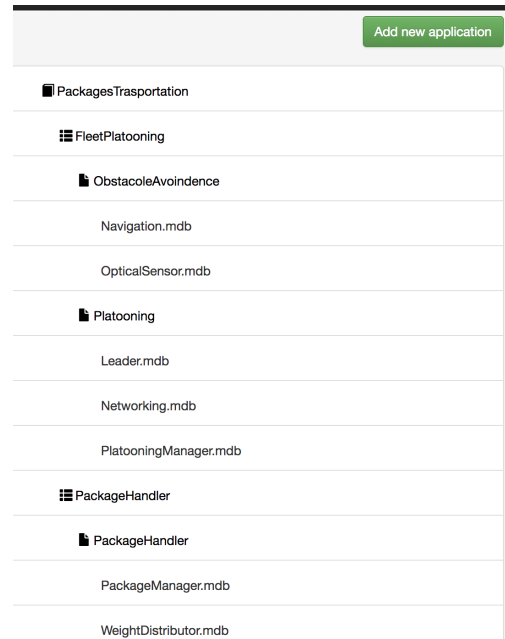 Add new application
PackagesTrasportation
FleetPlatooning
ObstacoleAvoindence
Navigation.mdb
OpticalSensor.mdb
Platooning
Leader.mdb
Networking.mdb
PlatooningManager.mdb
PackageHandler
PackageHandler
PackageManager.mdb
WeightDistributor.mdb